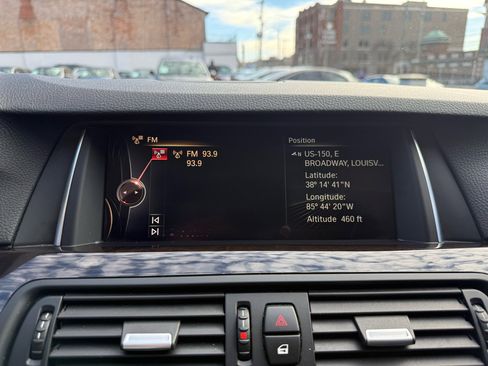 FM
FM 93.9
93.9
Position
N US-150, E
BROADWAY, LOUISV...
Latitude:
38° 14' 41"N
Longitude:
85° 44' 20"W
Altitude 460 ft